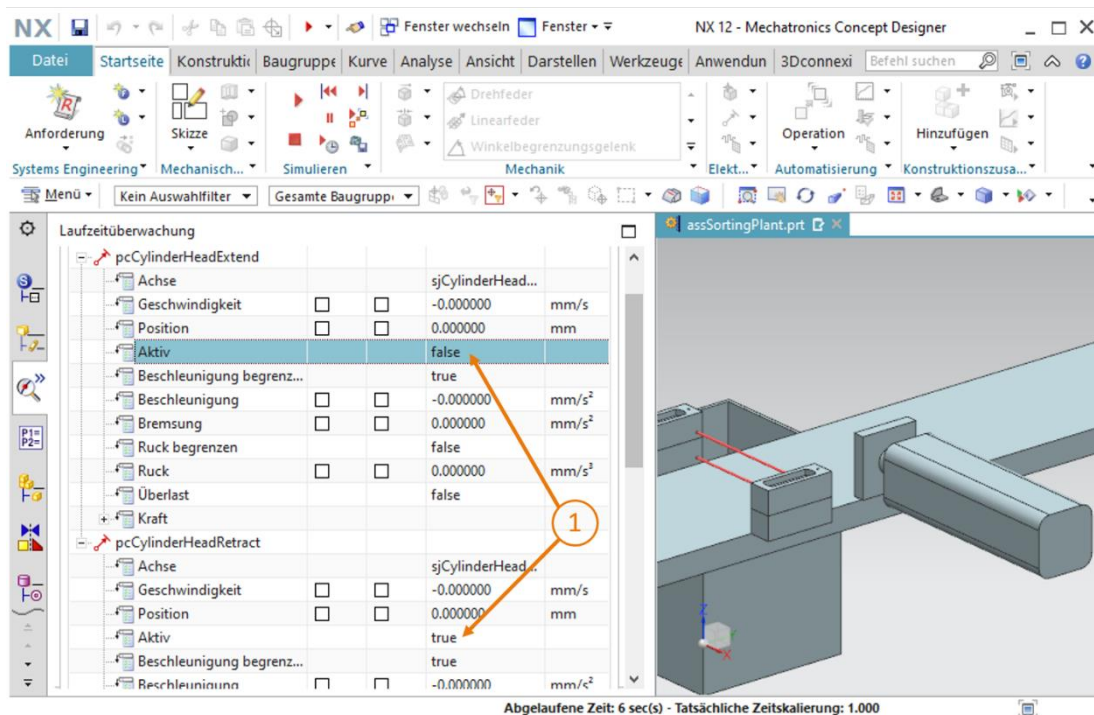 NX
Fenster wechseln Fenster
NX 12 - Mechatronics Concept Designer
Datei Startseite Konstruktic Baugruppe Kurve Analyse Ansicht Darstellen Werkzeuge Anwendun 3Dconnexi Befehl suchen
Anforderung
Skizze
Drehfeder
Linearfeder
Winkelbegrenzungsgelenk
Operation
Hinzufügen
Systems Engineering Mechanisch... Simulieren Mechanik Elekt... Automatisierung Konstruktionszusa...
Menü Kein Auswahlfilter Gesamte Baugruppe
Laufzeitüberwachung
assSortingPlant.prt
pcCylinderHeadExtend
Achse sjCylinderHead...
Geschwindigkeit -0.000000 mm/s
Position 0.000000 mm
Aktiv false
Beschleunigung begrenz... true
Beschleunigung -0.000000 mm/s²
Bremsung 0.000000 mm/s²
Ruck begrenzen false
Ruck 0.000000 mm/s³
Überlast false
Kraft
1
pcCylinderHeadRetract
Achse sjCylinderHead...
Geschwindigkeit -0.000000 mm/s
Position 0.000000 mm
Aktiv true
Beschleunigung begrenz... true
Beschleunigung -0.000000 mm/s²
P1=
P2=
Z
Y
X
Abgelaufene Zeit: 6 sec(s) - Tatsächliche Zeitskalierung: 1.000